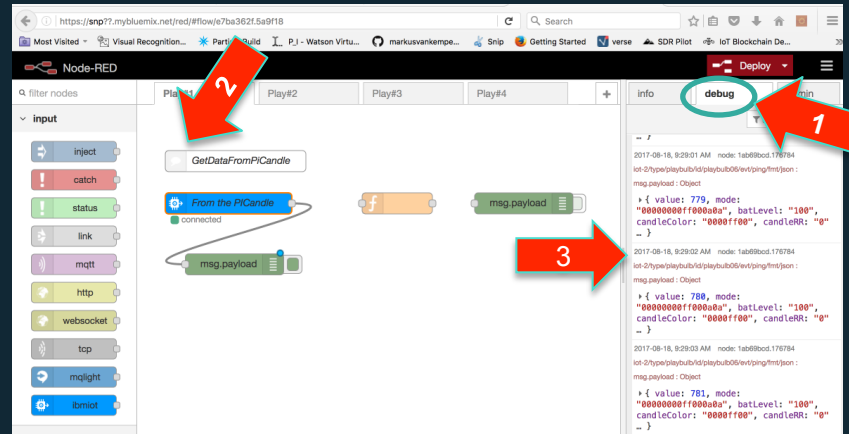 https://snp??.mybluemix.net/red/#flow/e7ba362f.5a9f18
Search
Most Visited
Visual Recognition...
Build
P_I - Watson Virtu...
markusvankempe...
Snip
Getting Started
verse
SDR Pilot
IoT Blockchain De...
Node-RED
Deploy
filter nodes
Play#2
Play#3
Play#4
+
info
debug
2
1
input
inject
catch
status
link
mqtt
http
websocket
tcp
mqlight
ibmiot
GetDataFromPiCandle
From the PICandle
connected
f
msg.payload
msg.payload
3
… }
2017-08-18, 9:29:01 AM node: 1ab69bcd.176784
iot-2/type/playbulb/id/playbulb06/evt/ping/fmt/json :
msg.payload : Object
{ value: 779, mode:
"00000000ff000a0a", batLevel: "100",
candleColor: "0000ff00", candleRR: "0"
… }
2017-08-18, 9:29:02 AM node: 1ab69bcd.176784
iot-2/type/playbulb/id/playbulb06/evt/ping/fmt/json :
msg.payload : Object
{ value: 780, mode:
"00000000ff000a0a", batLevel: "100",
candleColor: "0000ff00", candleRR: "0"
… }
2017-08-18, 9:29:03 AM node: 1ab69bcd.176784
iot-2/type/playbulb/id/playbulb06/evt/ping/fmt/json :
msg.payload : Object
{ value: 781, mode:
"00000000ff000a0a", batLevel: "100",
candleColor: "0000ff00", candleRR: "0"
… }